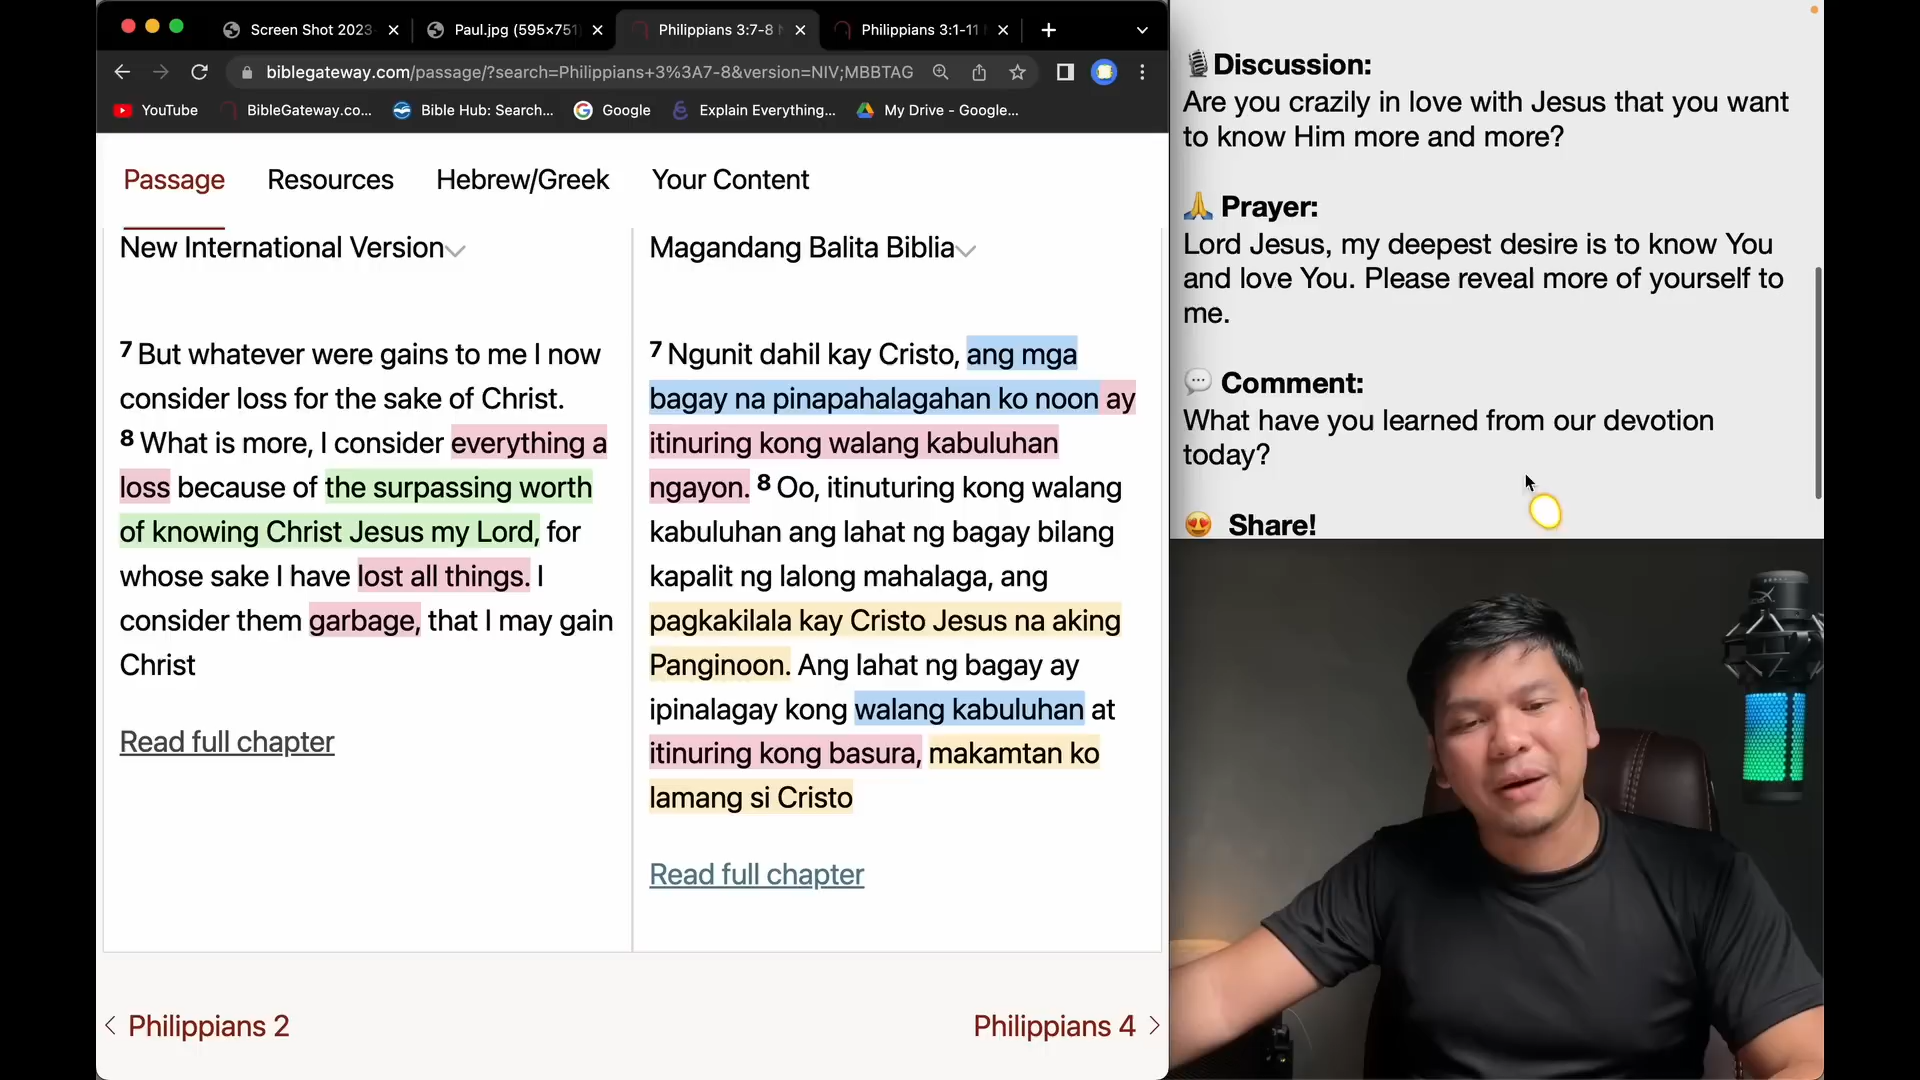 Screen Shot 2023
Paul.jpg (595×751
Philippians 3:7-8
Philippians 3:1-11
biblegateway.com/passage/?search=Philippians+3%3A7-8&version=NIV;MBBTAG
YouTube
BibleGateway.co...
Bible Hub: Search...
Google
Explain Everything...
My Drive - Google...
Passage
Resources
Hebrew/Greek
Your Content
New International Version
7 But whatever were gains to me I now
consider loss for the sake of Christ.
8 What is more, I consider everything a
loss because of the surpassing worth
of knowing Christ Jesus my Lord, for
whose sake I have lost all things. I
consider them garbage, that I may gain
Christ
Read full chapter
Magandang Balita Biblia
7 Ngunit dahil kay Cristo, ang mga
bagay na pinapahalagahan ko noon ay
itinuring kong walang kabuluhan
ngayon. 8 Oo, itinuturing kong walang
kabuluhan ang lahat ng bagay bilang
kapalit ng lalong mahalaga, ang
pagkakilala kay Cristo Jesus na aking
Panginoon. Ang lahat ng bagay ay
ipinalagay kong walang kabuluhan at
itinuring kong basura, makamtan ko
lamang si Cristo
Read full chapter
Philippians 2
Philippians 4
Discussion:
Are you crazily in love with Jesus that you want
to know Him more and more?
Prayer:
Lord Jesus, my deepest desire is to know You
and love You. Please reveal more of yourself to
me.
Comment:
What have you learned from our devotion
today?
Share!